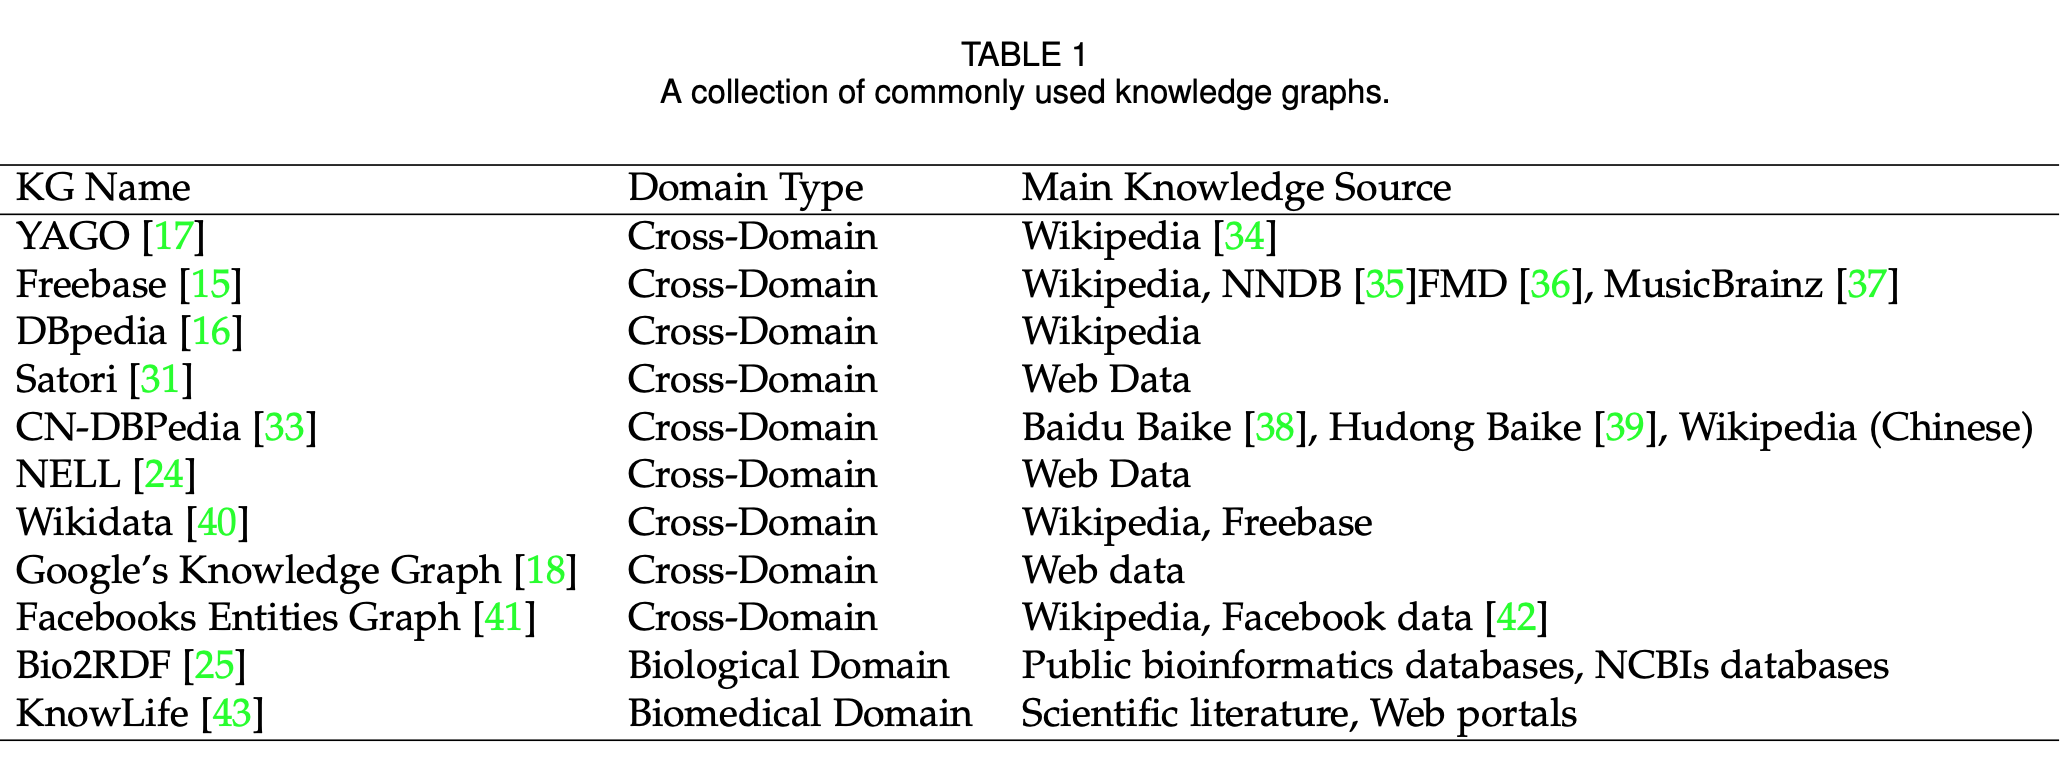 TABLE 1
A collection of commonly used knowledge graphs.
KG Name Domain Type Main Knowledge Source
YAGO [17] Cross-Domain Wikipedia [34]
Freebase [15] Cross-Domain Wikipedia, NNDB [35]FMD [36], MusicBrainz [37]
DBpedia [16] Cross-Domain Wikipedia
Satori [31] Cross-Domain Web Data
CN-DBPedia [33] Cross-Domain Baidu Baike [38], Hudong Baike [39], Wikipedia (Chinese)
NELL [24] Cross-Domain Web Data
Wikidata [40] Cross-Domain Wikipedia, Freebase
Google’s Knowledge Graph [18] Cross-Domain Web data
Facebooks Entities Graph [41] Cross-Domain Wikipedia, Facebook data [42]
Bio2RDF [25] Biological Domain Public bioinformatics databases, NCBIs databases
KnowLife [43] Biomedical Domain Scientific literature, Web portals